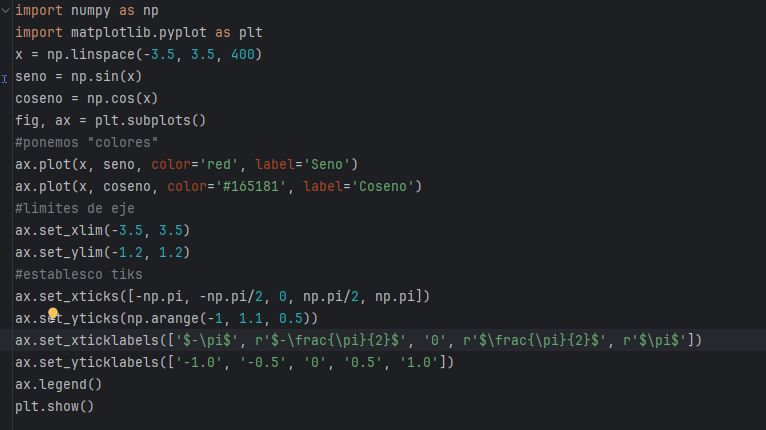 import numpy as np
import matplotlib.pyplot as plt
x = np.linspace(-3.5, 3.5, 400)
seno = np.sin(x)
coseno = np.cos(x)
fig, ax = plt.subplots()
#ponemos "colores"
ax.plot(x, seno, color='red', label='Seno')
ax.plot(x, coseno, color='#165181', label='Coseno')
#limites de eje
ax.set_xlim(-3.5, 3.5)
ax.set_ylim(-1.2, 1.2)
#establesco tiks
ax.set_xticks([-np.pi, -np.pi/2, 0, np.pi/2, np.pi])
ax.set_yticks(np.arange(-1, 1.1, 0.5))
ax.set_xticklabels(['$-\pi$', r'$-\frac{\pi}{2}$', '0', r'$\frac{\pi}{2}$', r'$\pi$'])
ax.set_yticklabels(['-1.0', '-0.5', '0', '0.5', '1.0'])
ax.legend()
plt.show()